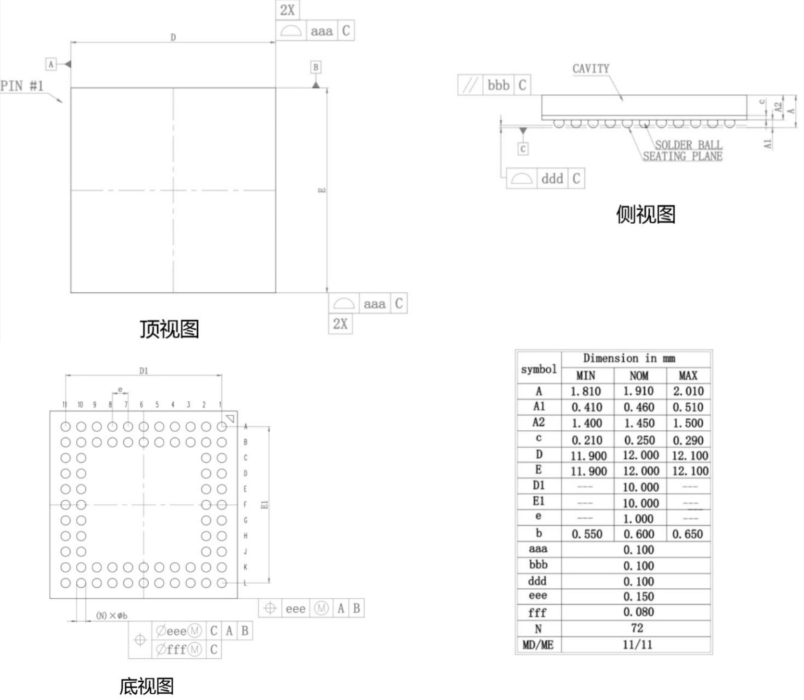 2X
aaa C
D
A
B
PIN #1
E
aaa C
2X
顶视图
CAVITY
bbb C
c
A2
A
A1
C
SOLDER BALL
SEATING PLANE
ddd C
侧视图
D1
e
11 10 9 8 7 6 5 4 3 2 1
A
B
C
D
E
F
G
H
J
K
L
E1
(N)×Øb
⌖ eee Ⓜ A B
⌖ Øeee Ⓜ C A B
Øfff Ⓜ C
底视图
symbol Dimension in mm
MIN NOM MAX
A 1.810 1.910 2.010
A1 0.410 0.460 0.510
A2 1.400 1.450 1.500
c 0.210 0.250 0.290
D 11.900 12.000 12.100
E 11.900 12.000 12.100
D1 --- 10.000 ---
E1 --- 10.000 ---
e --- 1.000 ---
b 0.550 0.600 0.650
aaa 0.100
bbb 0.100
ddd 0.100
eee 0.150
fff 0.080
N 72
MD/ME 11/11